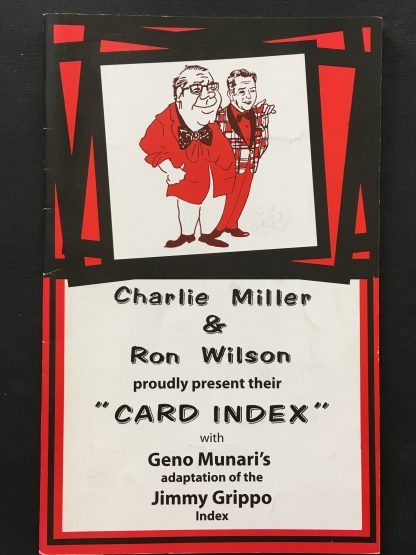 Charlie Miller
&
Ron Wilson
proudly present their
"CARD INDEX"
with
Geno Munari's
adaptation of the
Jimmy Grippo
Index